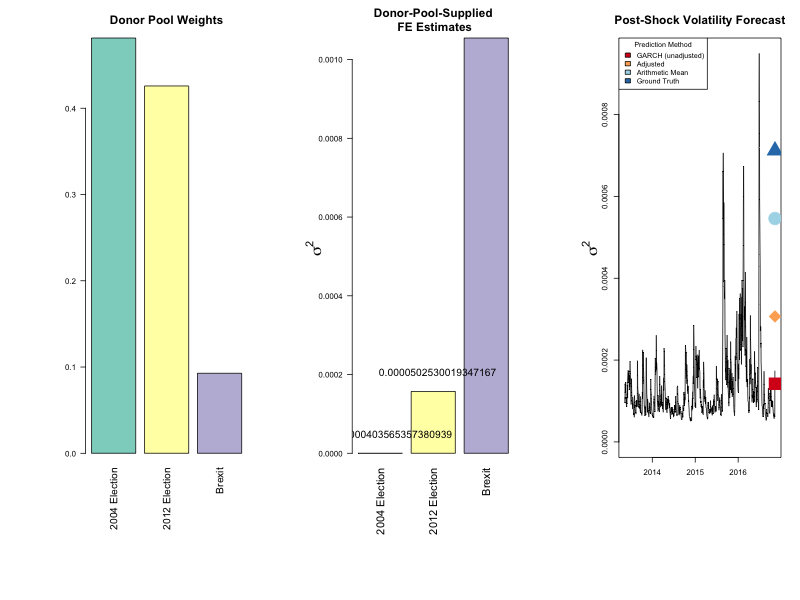 Donor Pool Weights
0.0
0.1
0.2
0.3
0.4
2004 Election
2012 Election
Brexit
Donor-Pool-Supplied
FE Estimates
σ2
0.0000
0.0002
0.0004
0.0006
0.0008
0.0010
0.0000502530019347167
000403565357380939
2004 Election
2012 Election
Brexit
Post-Shock Volatility Forecast
σ2
0.0000
0.0002
0.0004
0.0006
0.0008
Prediction Method
GARCH (unadjusted)
Adjusted
Arithmetic Mean
Ground Truth
2014
2015
2016